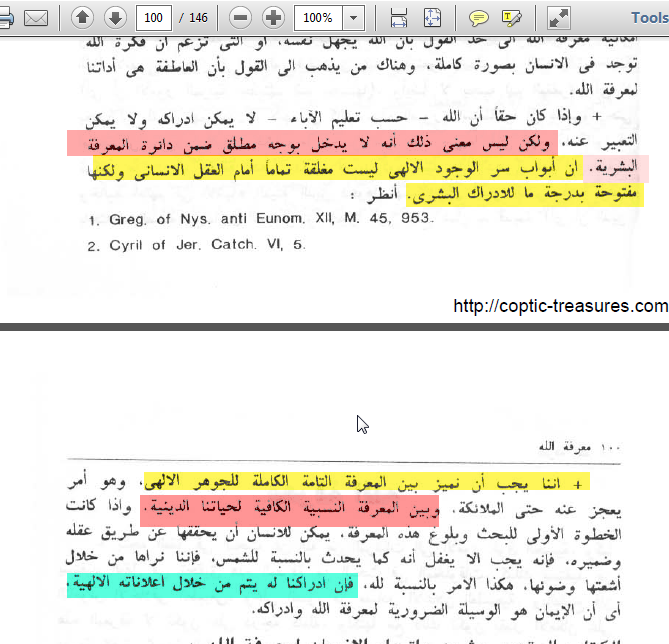 100 / 146
100%
Tools
امكانية معرفة الله الى حد القول بأن الله يجهل نفسه، او التى تزعم ان فكرة الله
توجد فى الانسان بصورة كاملة، وهناك من يذهب الى القول بأن العاطفة هى أداتنا
لمعرفة الله.
+ واذا كان حقاً أن الله – حسب تعليم الآباء – لا يمكن ادراكه ولا يمكن
التعبير عنه، ولكن ليس معنى ذلك أنه لا يدخل بوجه مطلق ضمن دائرة المعرفة
البشرية. ان أبواب سر الوجود الالهى ليست مغلقة تماماً أمام العقل الانسانى ولكنها
مفتوحة بدرجة ما للادراك البشرى. أنظر :
1. Greg. of Nys. anti Eunom. XII, M. 45, 953.
2. Cyril of Jer. Catch. VI, 5.
http://coptic-treasures.com
١٠٠ معرفة الله
+ اننا يجب أن نميز بين المعرفة التامة الكاملة للجوهر الالهى، وهو أمر
يعجز عنه حتى الملائكة. وبين المعرفة النسبية الكافية لحياتنا الدينية. واذا كانت
الخطوة الأولى للبحث وبلوغ هذه المعرفة، يمكن للانسان أن يحققها عن طريق عقله
وضميره، فإنه يجب الا يغفل أنه كما يحدث بالنسبة للشمس، فإننا نراها من خلال
أشعتها وضوئها، هكذا الامر بالنسبة لله. فإن ادراكنا له يتم من خلال أعلاناته الالهية.
أى أن الإيمان هو الوسيلة الضرورية لمعرفة الله وادراكه.